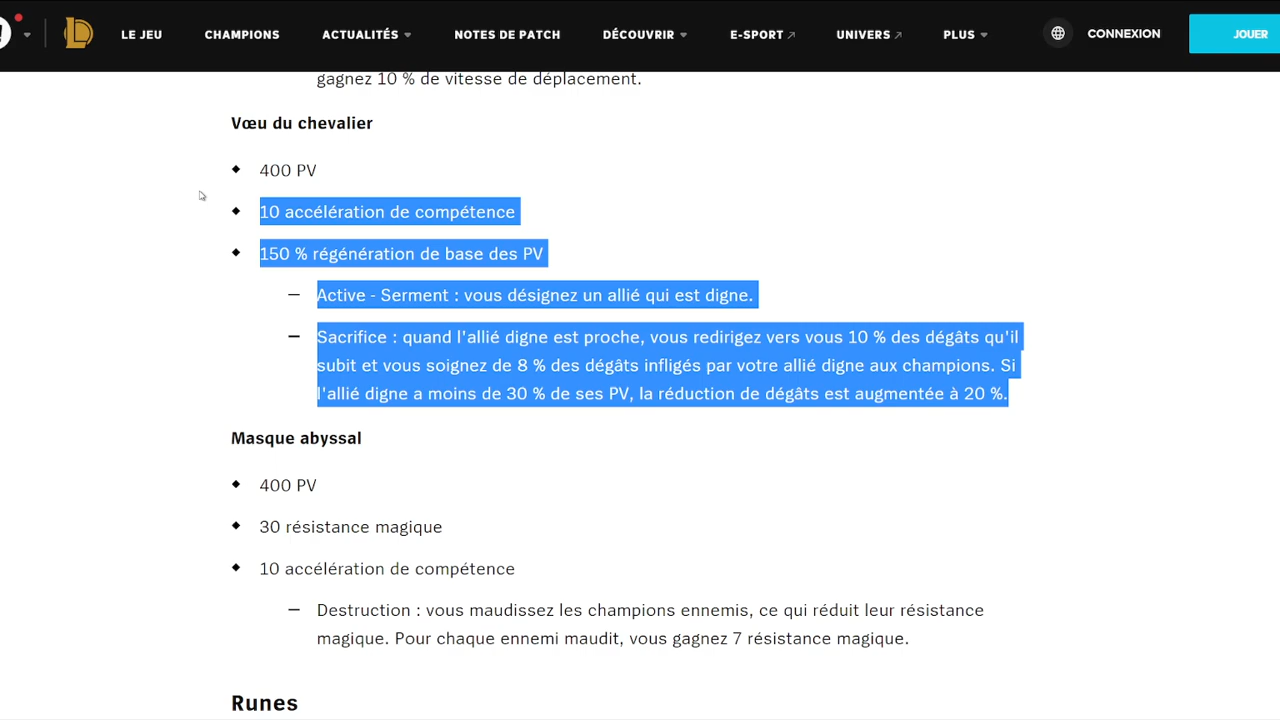 LE JEU CHAMPIONS ACTUALITÉS NOTES DE PATCH DÉCOUVRIR E-SPORT UNIVERS PLUS CONNEXION JOUER
gagnez 10 % de vitesse de déplacement.
Vœu du chevalier
400 PV
10 accélération de compétence
150 % régénération de base des PV
Active - Serment : vous désignez un allié qui est digne.
Sacrifice : quand l'allié digne est proche, vous redirigez vers vous 10 % des dégâts qu'il
subit et vous soignez de 8 % des dégâts infligés par votre allié digne aux champions. Si
l'allié digne a moins de 30 % de ses PV, la réduction de dégâts est augmentée à 20 %.
Masque abyssal
400 PV
30 résistance magique
10 accélération de compétence
Destruction : vous maudissez les champions ennemis, ce qui réduit leur résistance
magique. Pour chaque ennemi maudit, vous gagnez 7 résistance magique.
Runes